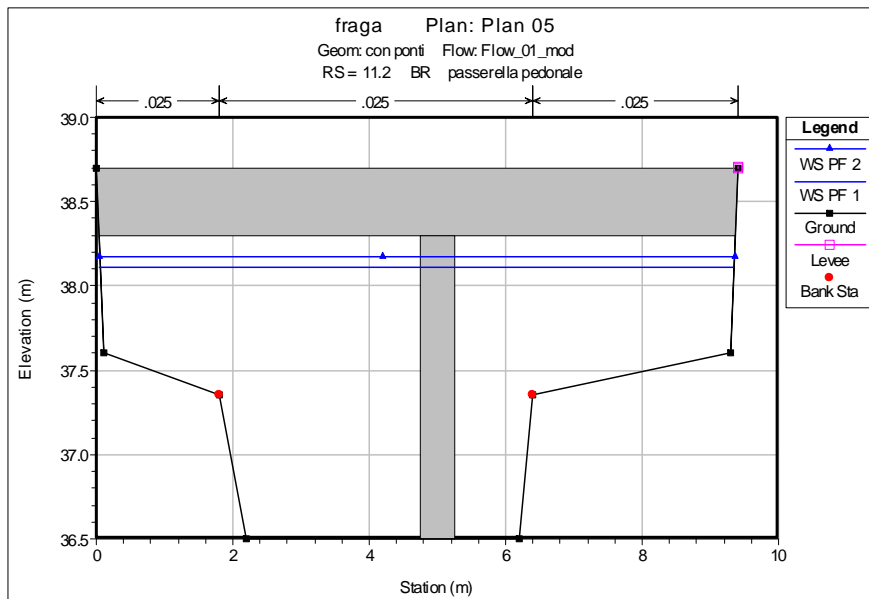 fraga Plan: Plan 05
Geom: con ponti Flow: Flow_01_mod
RS = 11.2 BR passerella pedonale
.025 .025 .025
39.0
38.5
38.0
37.5
37.0
36.5
Elevation (m)
0 2 4 6 8 10
Station (m)
Legend
WS PF 2
WS PF 1
Ground
Levee
Bank Sta